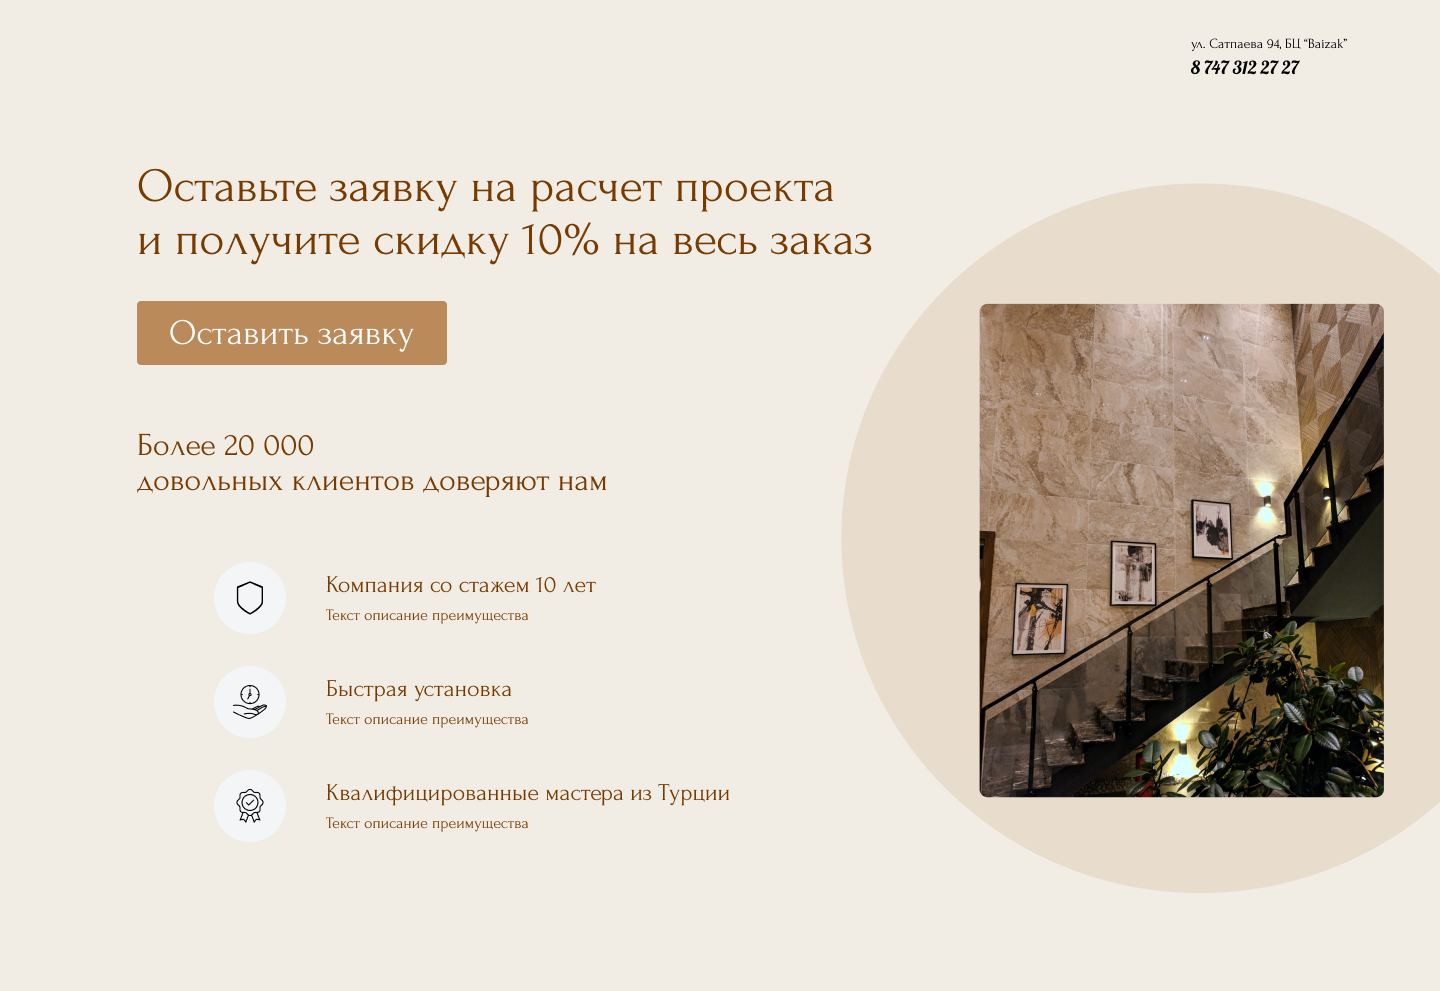 ул. Сатпаева 94, БЦ “Baizak”
8 747 312 27 27
Оставьте заявку на расчет проекта
и получите скидку 10% на весь заказ
Оставить заявку
Более 20 000
довольных клиентов доверяют нам
Компания со стажем 10 лет
Текст описание преимущества
Быстрая установка
Текст описание преимущества
Квалифицированные мастера из Турции
Текст описание преимущества